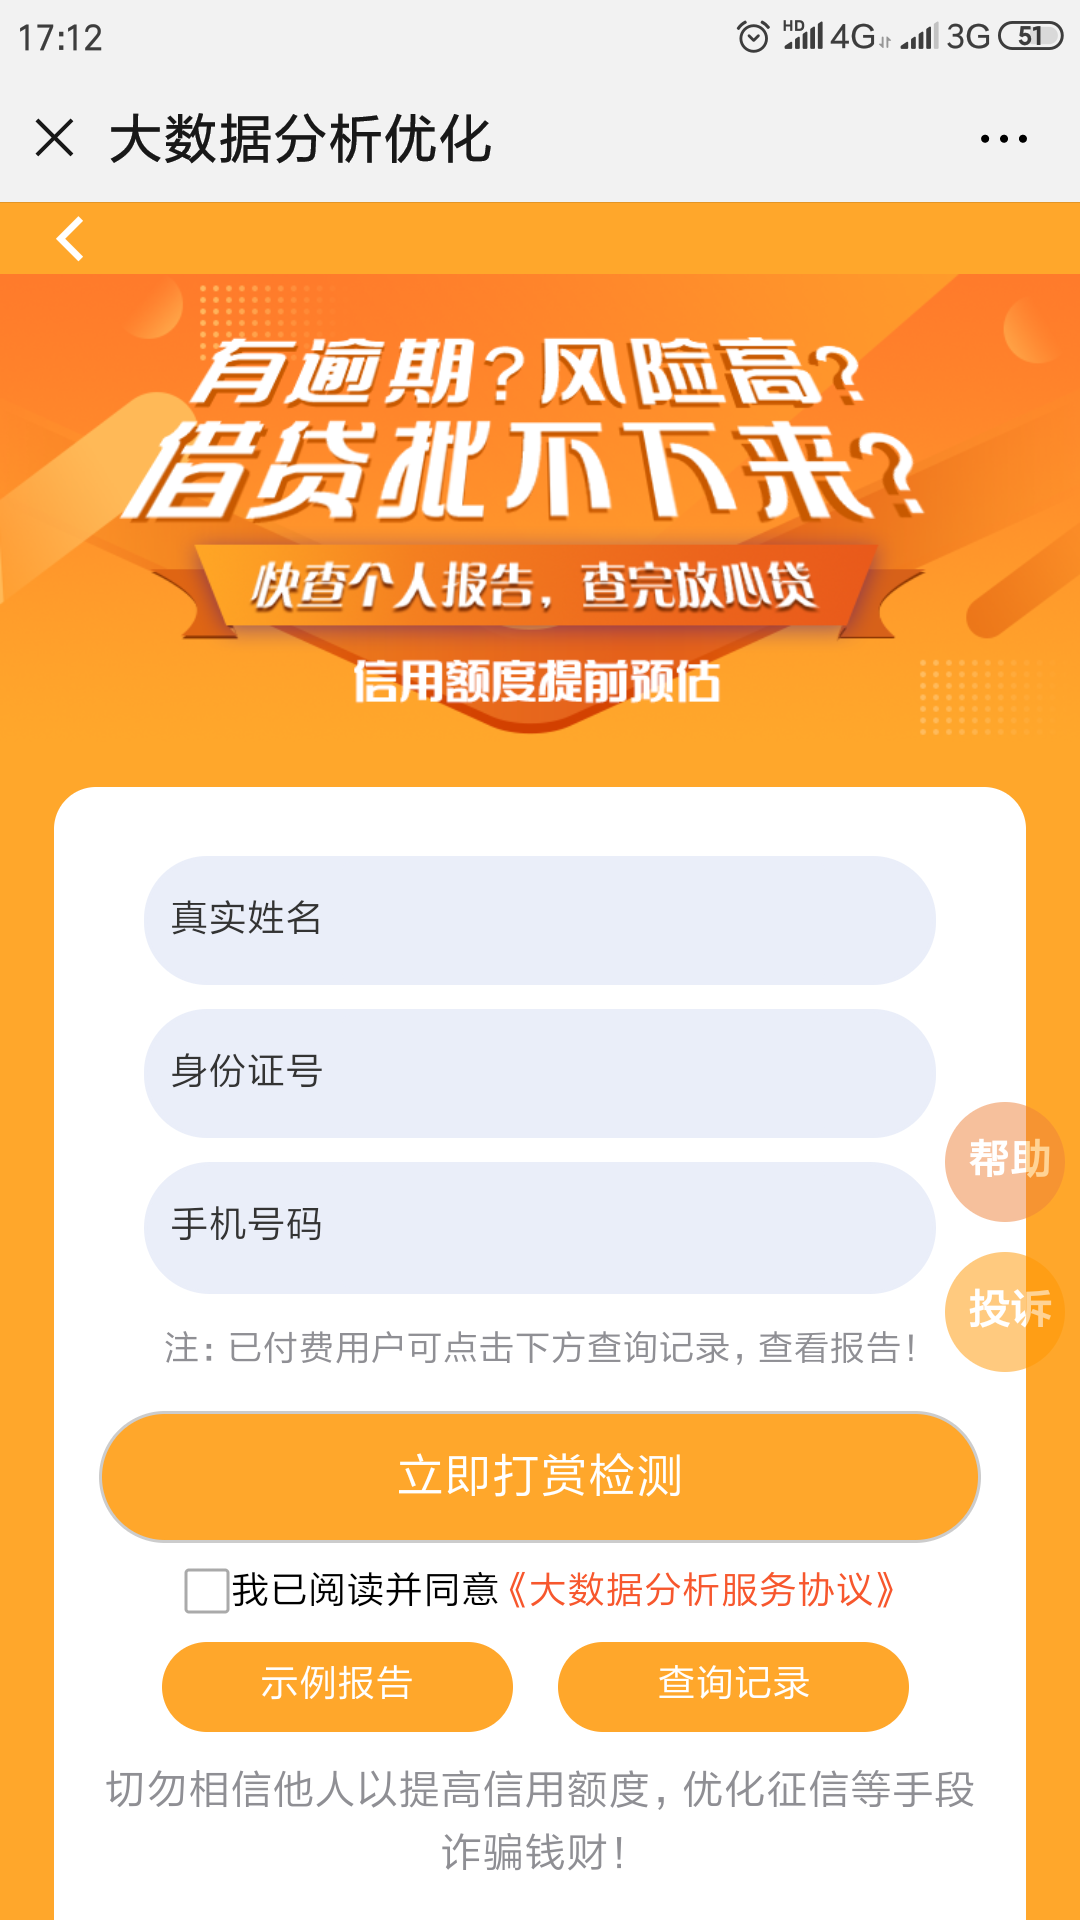 17:12
HD 4G 3G 51
大数据分析优化
有逾期?风险高?
借贷批不下来?
快查个人报告，查完放心贷
信用额度提前预估
真实姓名
身份证号
帮助
手机号码
投诉
注：已付费用户可点击下方查询记录，查看报告！
立即打赏检测
我已阅读并同意《大数据分析服务协议》
示例报告 查询记录
切勿相信他人以提高信用额度，优化征信等手段
诈骗钱财！